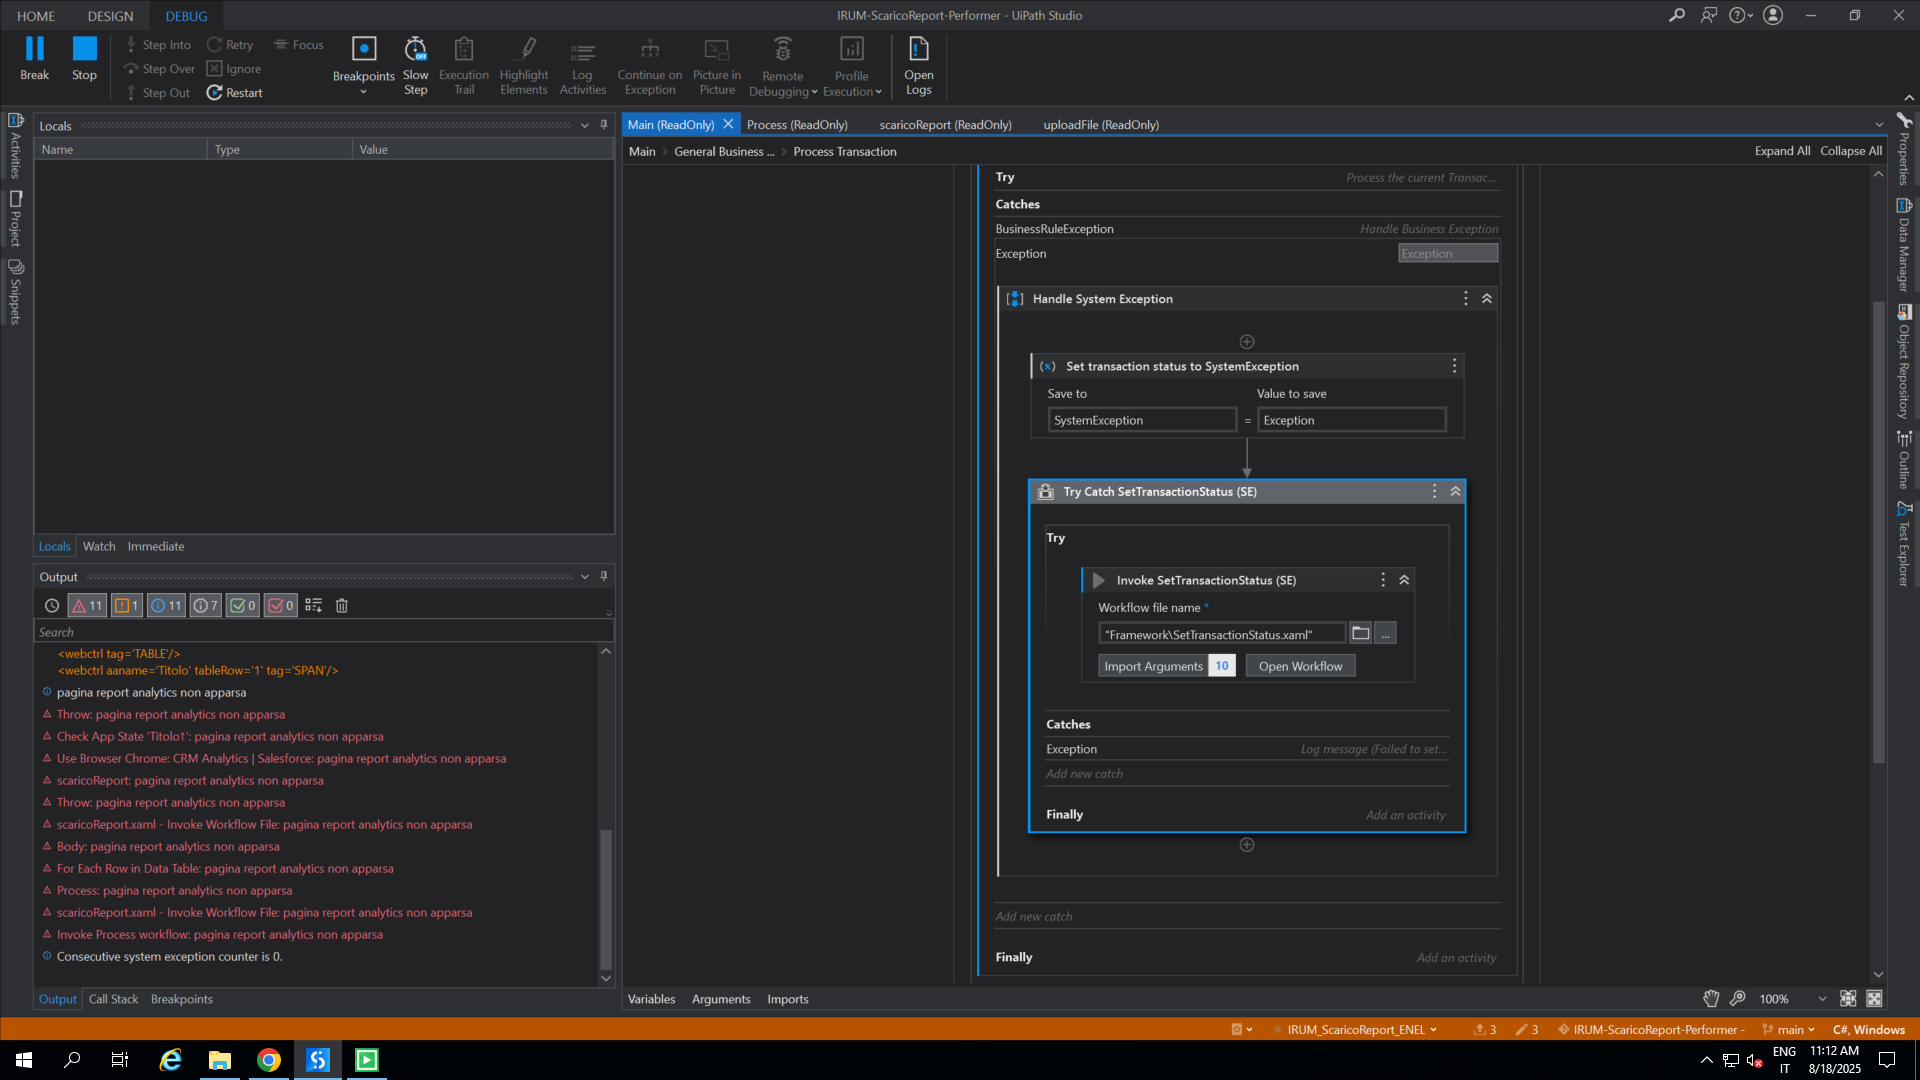 HOME DESIGN DEBUG IRUM-ScaricoReport-Performer - UiPath Studio
Break
Stop
Step Into
Step Over
Step Out
Retry
Ignore
Restart
Focus
Breakpoints
Slow Step
Execution Trail
Highlight Elements
Log Activities
Continue on Exception
Picture in Picture
Remote Debugging
Profile Execution
Open Logs
Activities
Project
Snippets
Locals
Name Type Value
Locals Watch Immediate
Output
11 1 11 7 0 0
Search
<webctrl tag='TABLE'/>
<webctrl aaname='Titolo' tableRow='1' tag='SPAN'/>
pagina report analytics non apparsa
Throw: pagina report analytics non apparsa
Check App State 'Titolo↑': pagina report analytics non apparsa
Use Browser Chrome: CRM Analytics | Salesforce: pagina report analytics non apparsa
scaricoReport: pagina report analytics non apparsa
Throw: pagina report analytics non apparsa
scaricoReport.xaml - Invoke Workflow File: pagina report analytics non apparsa
Body: pagina report analytics non apparsa
For Each Row in Data Table: pagina report analytics non apparsa
Process: pagina report analytics non apparsa
scaricoReport.xaml - Invoke Workflow File: pagina report analytics non apparsa
Invoke Process workflow: pagina report analytics non apparsa
Consecutive system exception counter is 0.
Output Call Stack Breakpoints
Main (ReadOnly) Process (ReadOnly) scaricoReport (ReadOnly) uploadFile (ReadOnly)
Main > General Business ... > Process Transaction Expand All Collapse All
Try Process the current Transac...
Catches
BusinessRuleException Handle Business Exception
Exception Exception
Handle System Exception
Set transaction status to SystemException
Save to Value to save
SystemException = Exception
Try Catch SetTransactionStatus (SE)
Try
Invoke SetTransactionStatus (SE)
Workflow file name *
"Framework\SetTransactionStatus.xaml" ...
Import Arguments 10 Open Workflow
Catches
Exception Log message (Failed to set...
Add new catch
Finally Add an activity
Add new catch
Finally Add an activity
Variables Arguments Imports 100%
Properties
Data Manager
Object Repository
Outline
Test Explorer
IRUM_ScaricoReport_ENEL 3 3 IRUM-ScaricoReport-Performer - main C#, Windows
ENG
IT
11:12 AM
8/18/2025